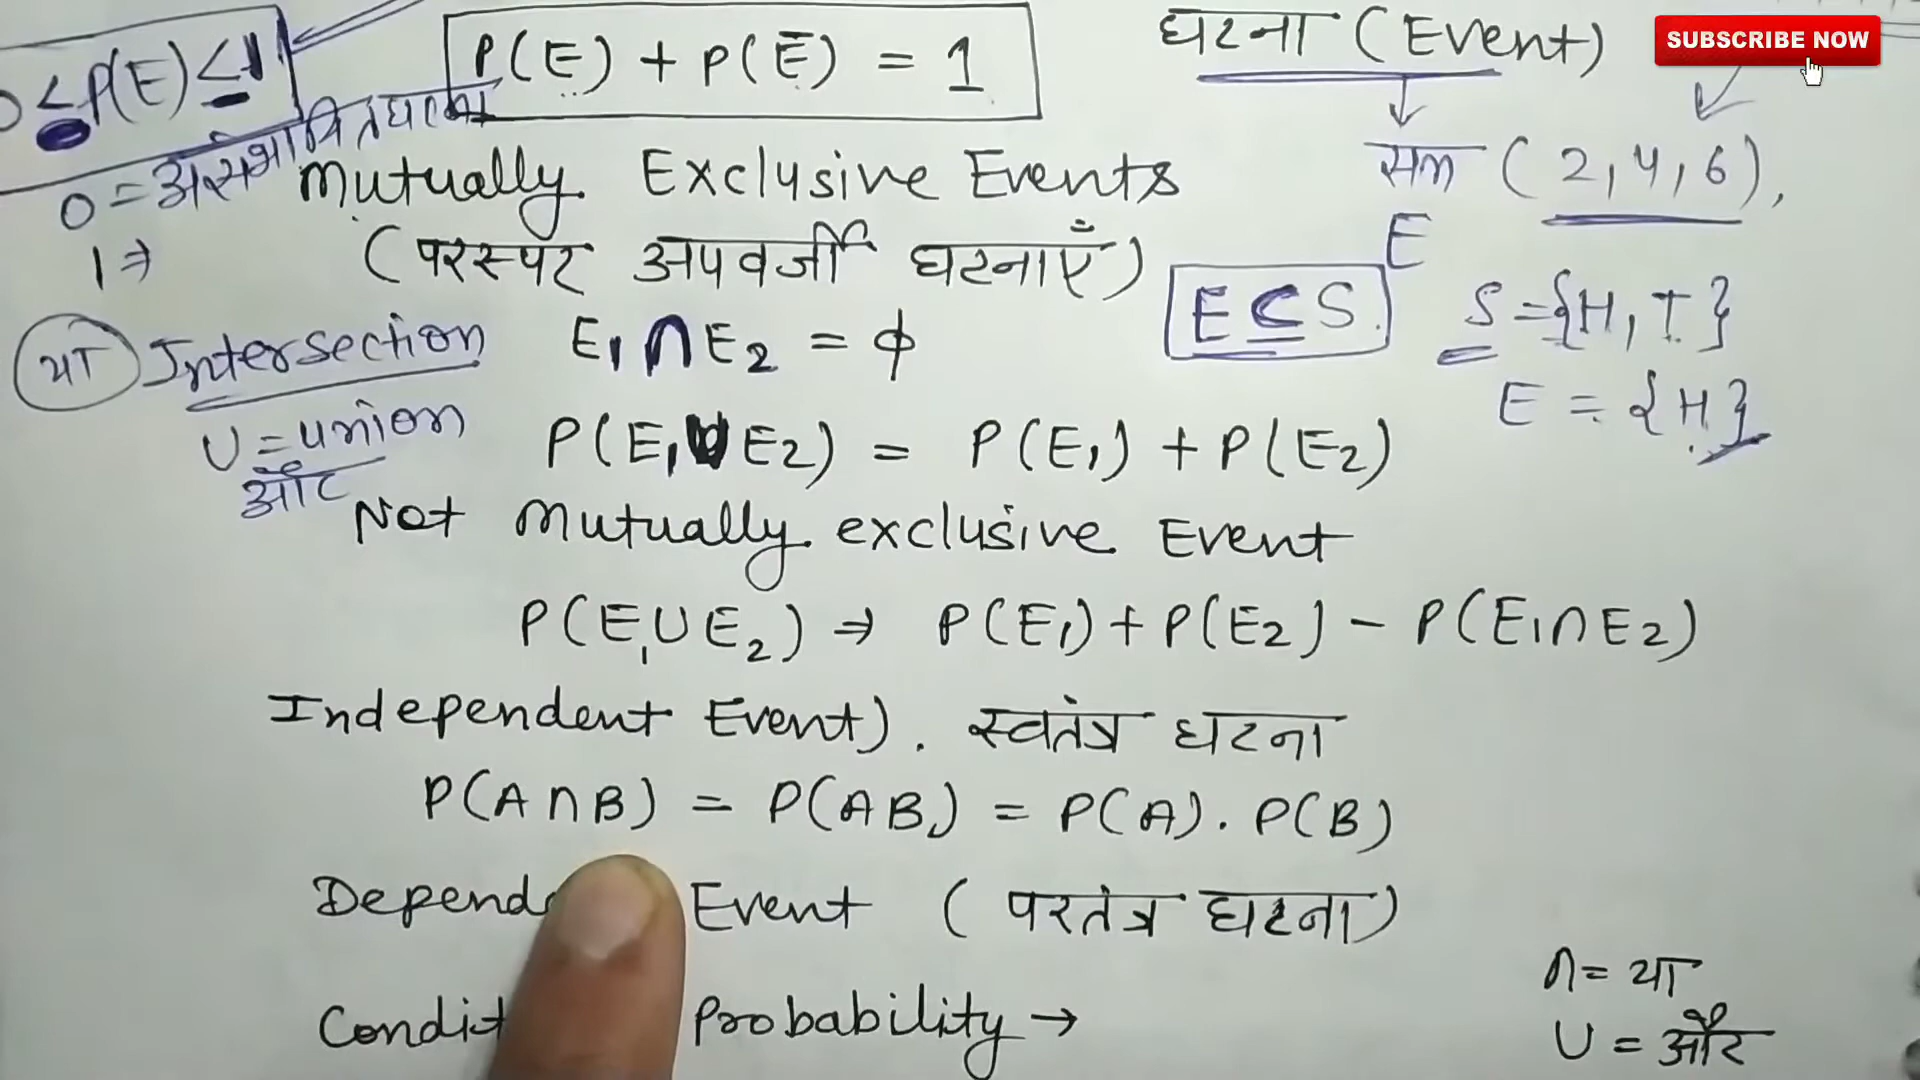 0 ≤ P(E) ≤ 1
P(E) + P(Ē) = 1
घटना (Event)
SUBSCRIBE NOW
सम (2,4,6),
E
0 = असंभावित घटना
1 ⇒
Mutually Exclusive Events
(परस्पर अपवर्जी घटनाएँ)
E ⊂ S.
S = {H, T}
E = {H}
या Intersection
E₁ ∩ E₂ = ϕ
U = union
और
P(E₁ U E₂) = P(E₁) + P(E₂)
Not Mutually exclusive Event
P(E₁ U E₂) ⇒ P(E₁) + P(E₂) - P(E₁ ∩ E₂)
Independent Event). स्वतंत्र घटना
P(A ∩ B) = P(AB) = P(A). P(B)
Event (परतंत्र घटना)
∩ = या
Probability →
U = और